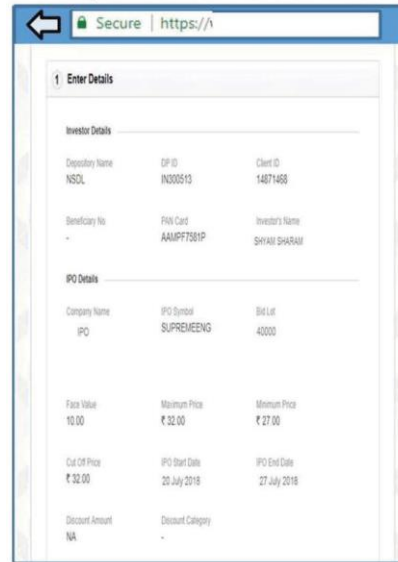 Secure | https://
1 Enter Details
Investor Details
Depository Name DP ID Client ID
NSDL IN300513 14871468
Beneficiary No. PAN Card Investor's Name
- AAMPF7581P SHYAM SHARAM
IPO Details
Company Name IPO Symbol Bid Lot
IPO SUPREMEENG 40000
Face Value Maximum Price Minimum Price
10.00 ₹ 32.00 ₹ 27.00
Cut Off Price IPO Start Date IPO End Date
₹ 32.00 20 July 2018 27 July 2018
Discount Amount Discount Category
NA -